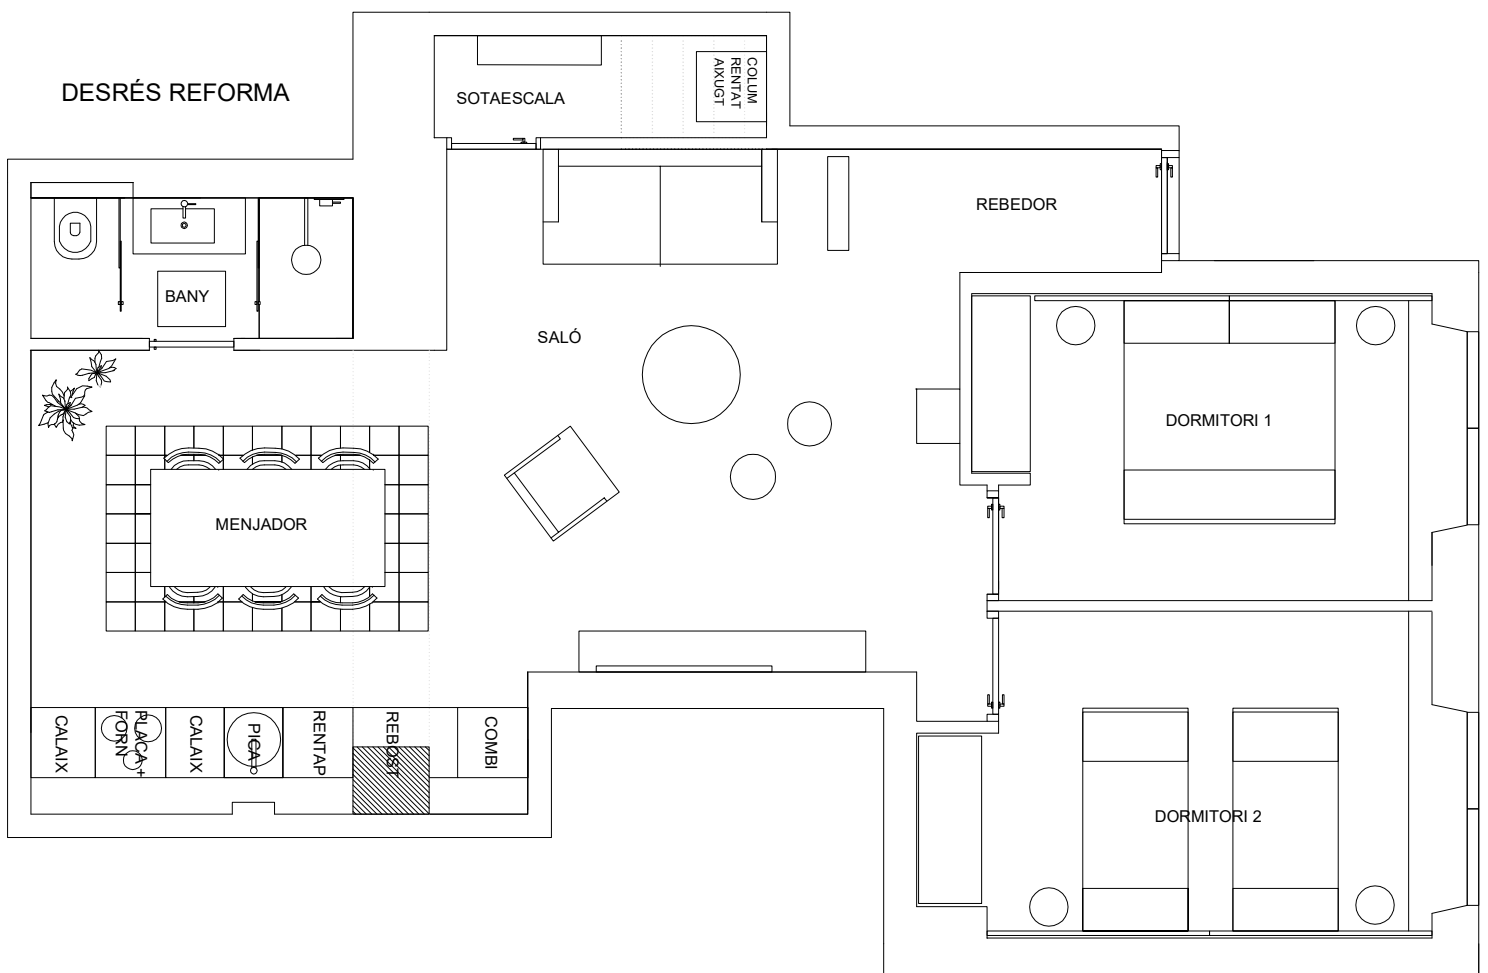 DESRÉS REFORMA
SOTAESCALA
COLUM
RENTAT
AIXUGT
REBEDOR
BANY
SALÓ
DORMITORI 1
MENJADOR
CALAIX
PLACA +
FORN
CALAIX
PICA
RENTAP
REBOST
COMBI
DORMITORI 2